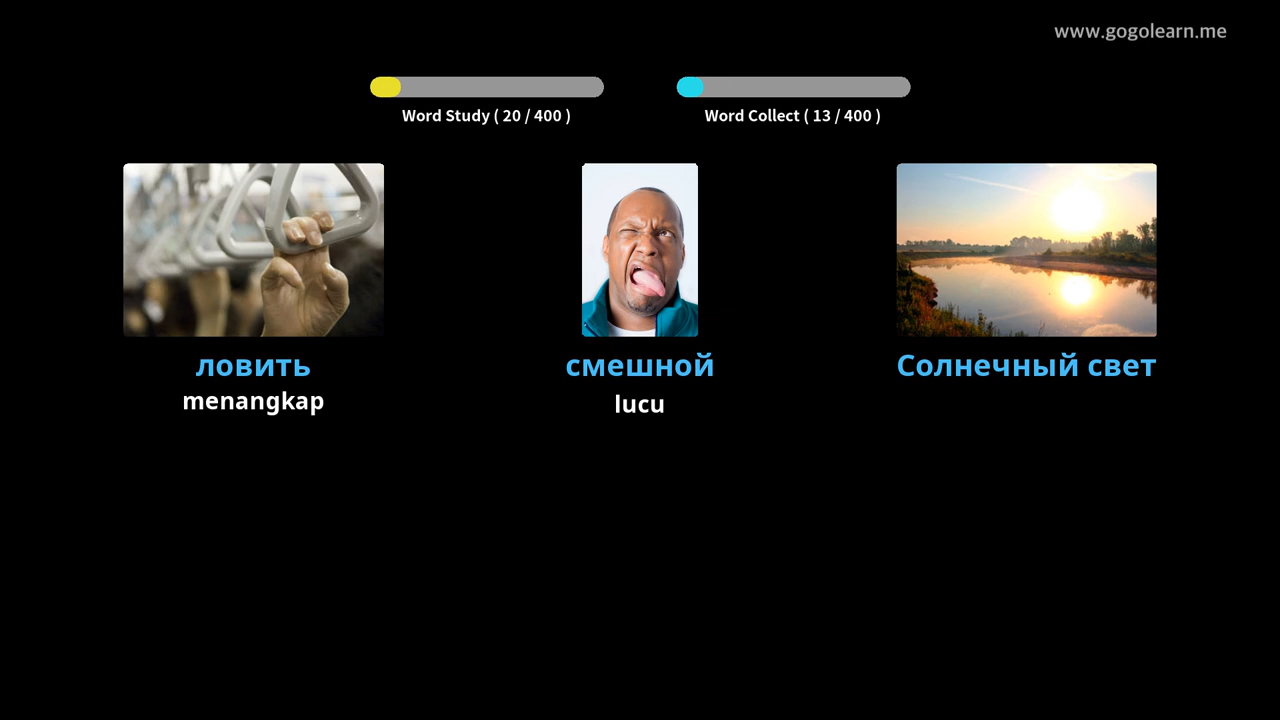 www.gogolearn.me
Word Study ( 20 / 400 )
Word Collect ( 13 / 400 )
ловить
смешной
Солнечный свет
menangkap
lucu